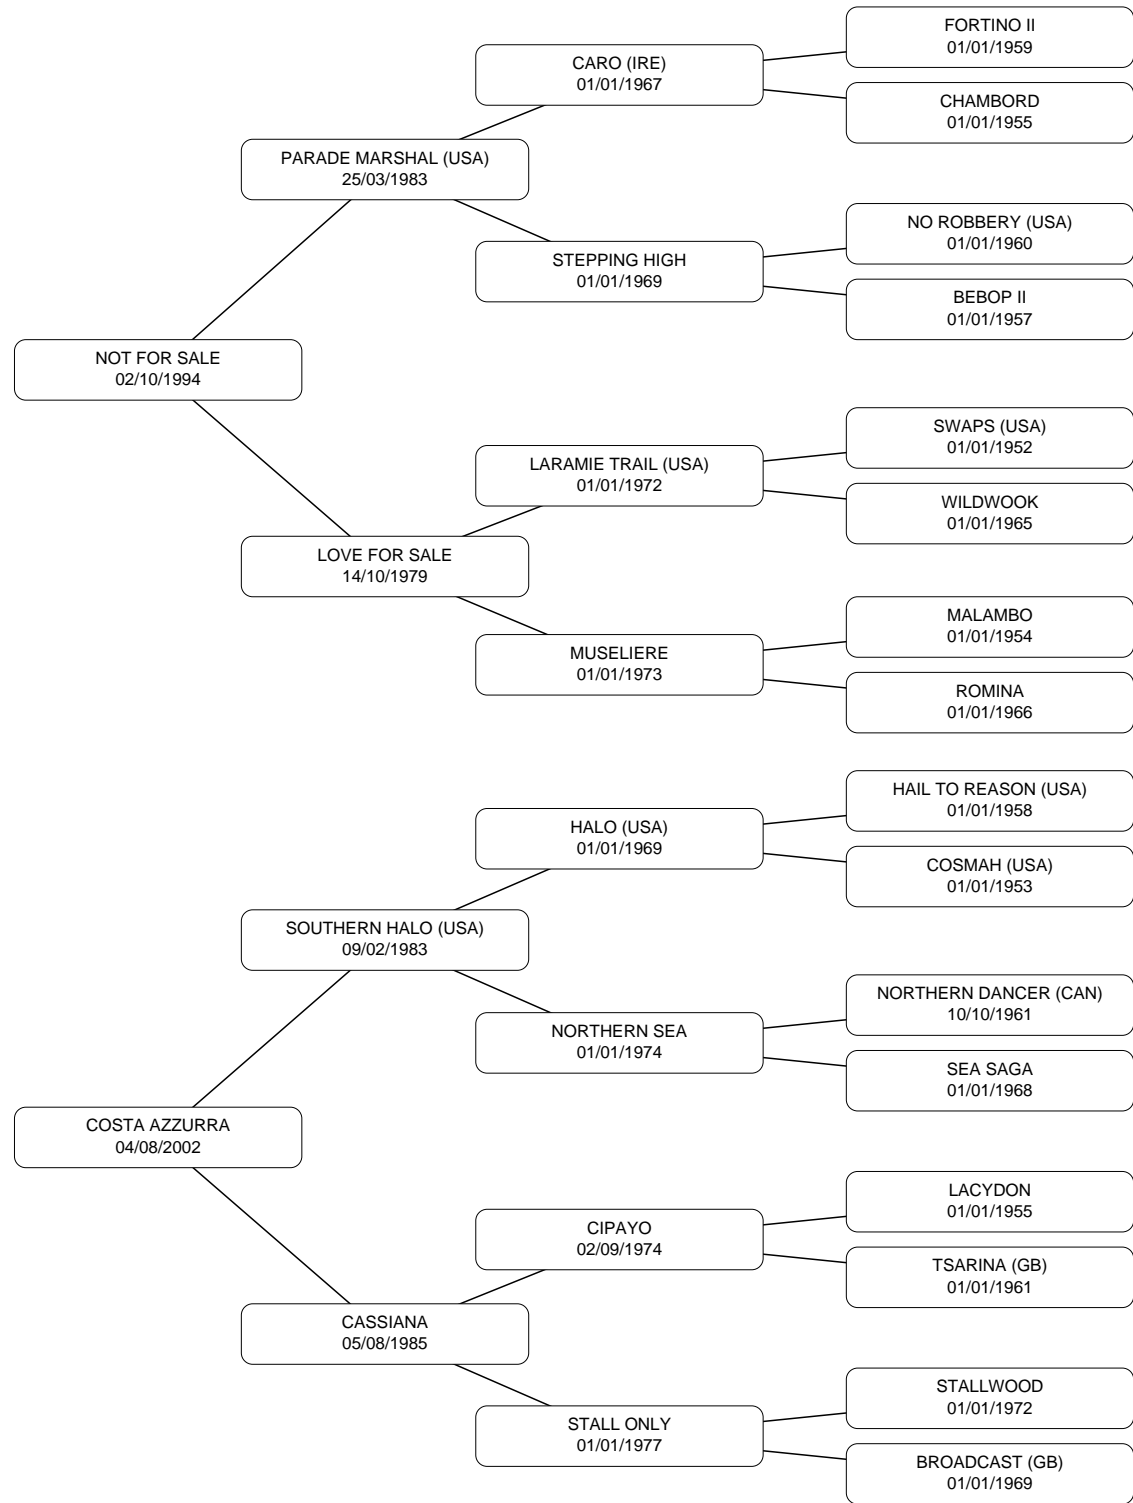 FORTINO II
01/01/1959
CARO (IRE)
01/01/1967
CHAMBORD
01/01/1955
PARADE MARSHAL (USA)
25/03/1983
NO ROBBERY (USA)
01/01/1960
STEPPING HIGH
01/01/1969
BEBOP II
01/01/1957
NOT FOR SALE
02/10/1994
SWAPS (USA)
01/01/1952
LARAMIE TRAIL (USA)
01/01/1972
WILDWOOK
01/01/1965
LOVE FOR SALE
14/10/1979
MALAMBO
01/01/1954
MUSELIERE
01/01/1973
ROMINA
01/01/1966
HAIL TO REASON (USA)
01/01/1958
HALO (USA)
01/01/1969
COSMAH (USA)
01/01/1953
SOUTHERN HALO (USA)
09/02/1983
NORTHERN DANCER (CAN)
10/10/1961
NORTHERN SEA
01/01/1974
SEA SAGA
01/01/1968
COSTA AZZURRA
04/08/2002
LACYDON
01/01/1955
CIPAYO
02/09/1974
TSARINA (GB)
01/01/1961
CASSIANA
05/08/1985
STALLWOOD
01/01/1972
STALL ONLY
01/01/1977
BROADCAST (GB)
01/01/1969